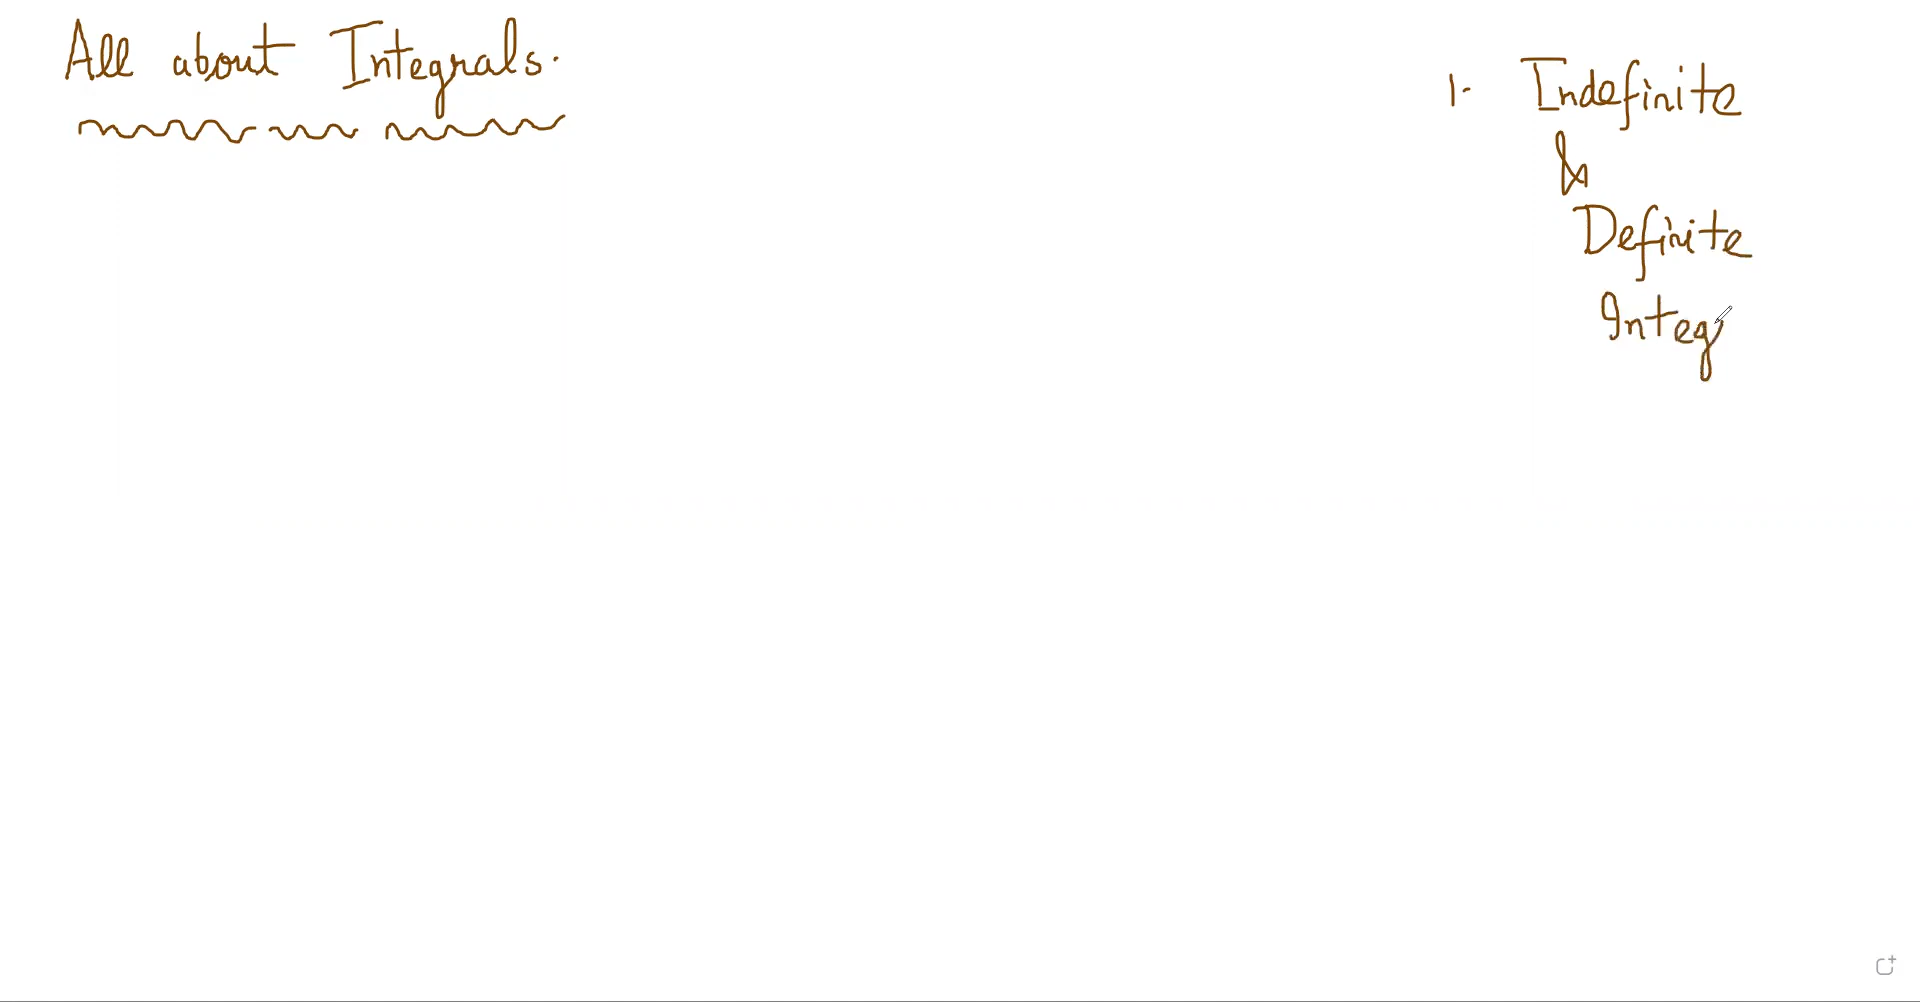 All about Integrals.
1. Indefinite
&
Definite
Integ